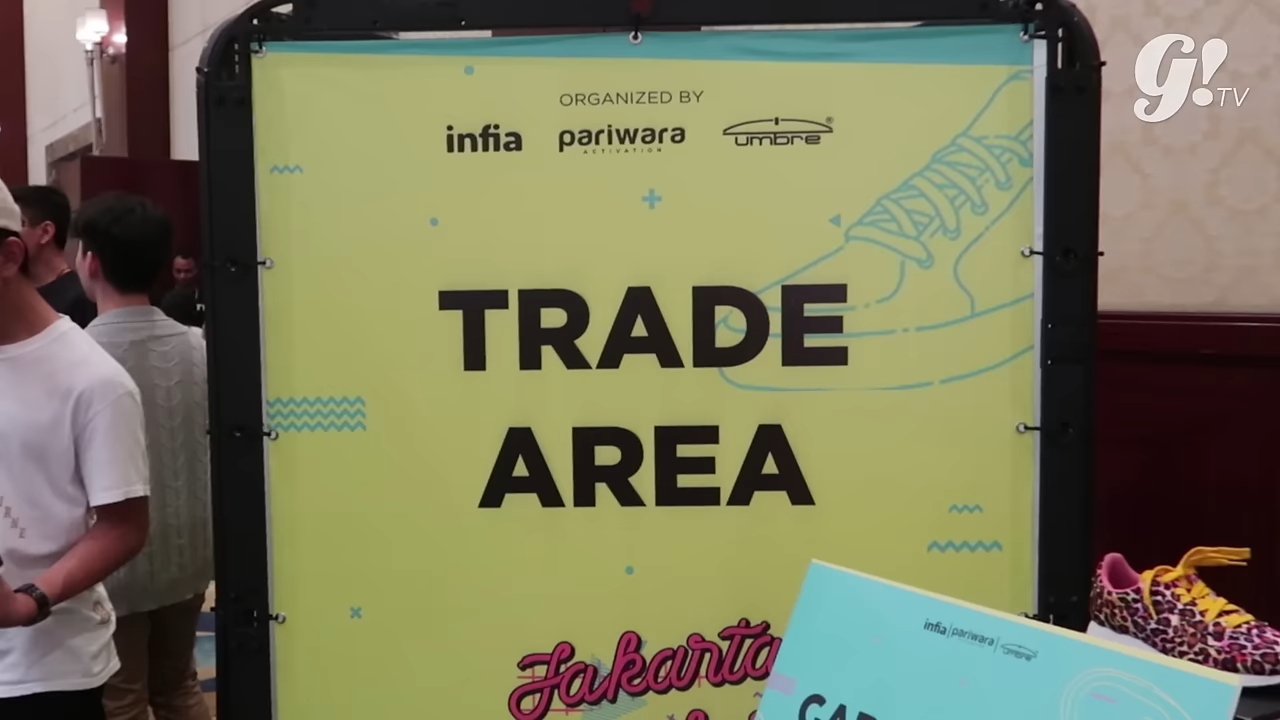 G!TV
ORGANIZED BY
infia pariwara umbre®
ACTIVATION
TRADE
AREA
Jakarta
infia | pariwara | umbre